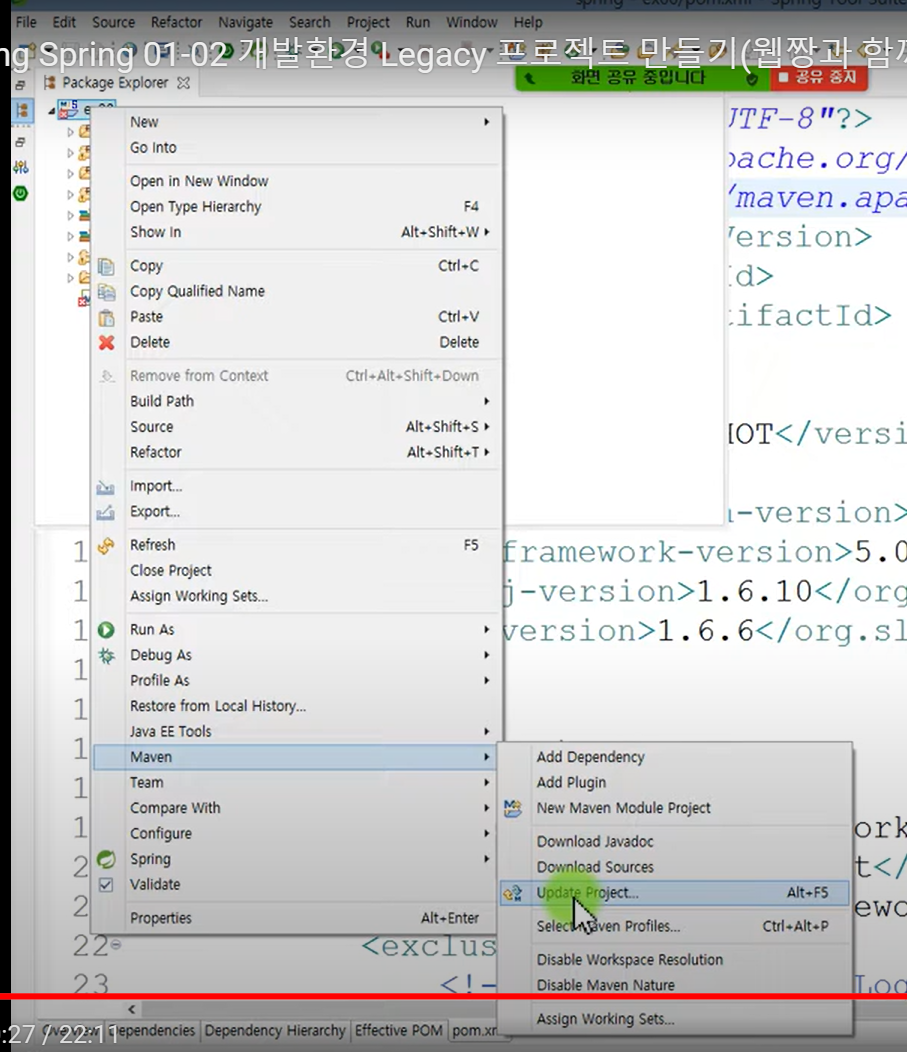 spring - ex00/pom.xml - Spring Tool Suite
File Edit Source Refactor Navigate Search Project Run Window Help
ng Spring 01-02 개발환경 Legacy 프로젝트 만들기(웹짱과 함께
Package Explorer
화면 공유 중입니다
공유 중지
New
Go Into
Open in New Window
Open Type Hierarchy F4
Show In Alt+Shift+W
Copy Ctrl+C
Copy Qualified Name
Paste Ctrl+V
Delete Delete
Remove from Context Ctrl+Alt+Shift+Down
Build Path
Source Alt+Shift+S
Refactor Alt+Shift+T
Import...
Export...
Refresh F5
Close Project
Assign Working Sets...
Run As
Debug As
Profile As
Restore from Local History...
Java EE Tools
Maven
Team
Compare With
Configure
Spring
Validate
Properties Alt+Enter
Add Dependency
Add Plugin
New Maven Module Project
Download Javadoc
Download Sources
Update Project... Alt+F5
Select Maven Profiles... Ctrl+Alt+P
Disable Workspace Resolution
Disable Maven Nature
Assign Working Sets...
UTF-8"?>
pache.org/
/maven.apa
Version>
Id>
tifactId>
HOT</versi
a-version>
framework-version>5.0
j-version>1.6.10</org
version>1.6.6</org.sl
ork
t</
ewo
22 <exclus
23 <!-- Log
:27 / 22:11
Overview Dependencies Dependency Hierarchy Effective POM pom.xm